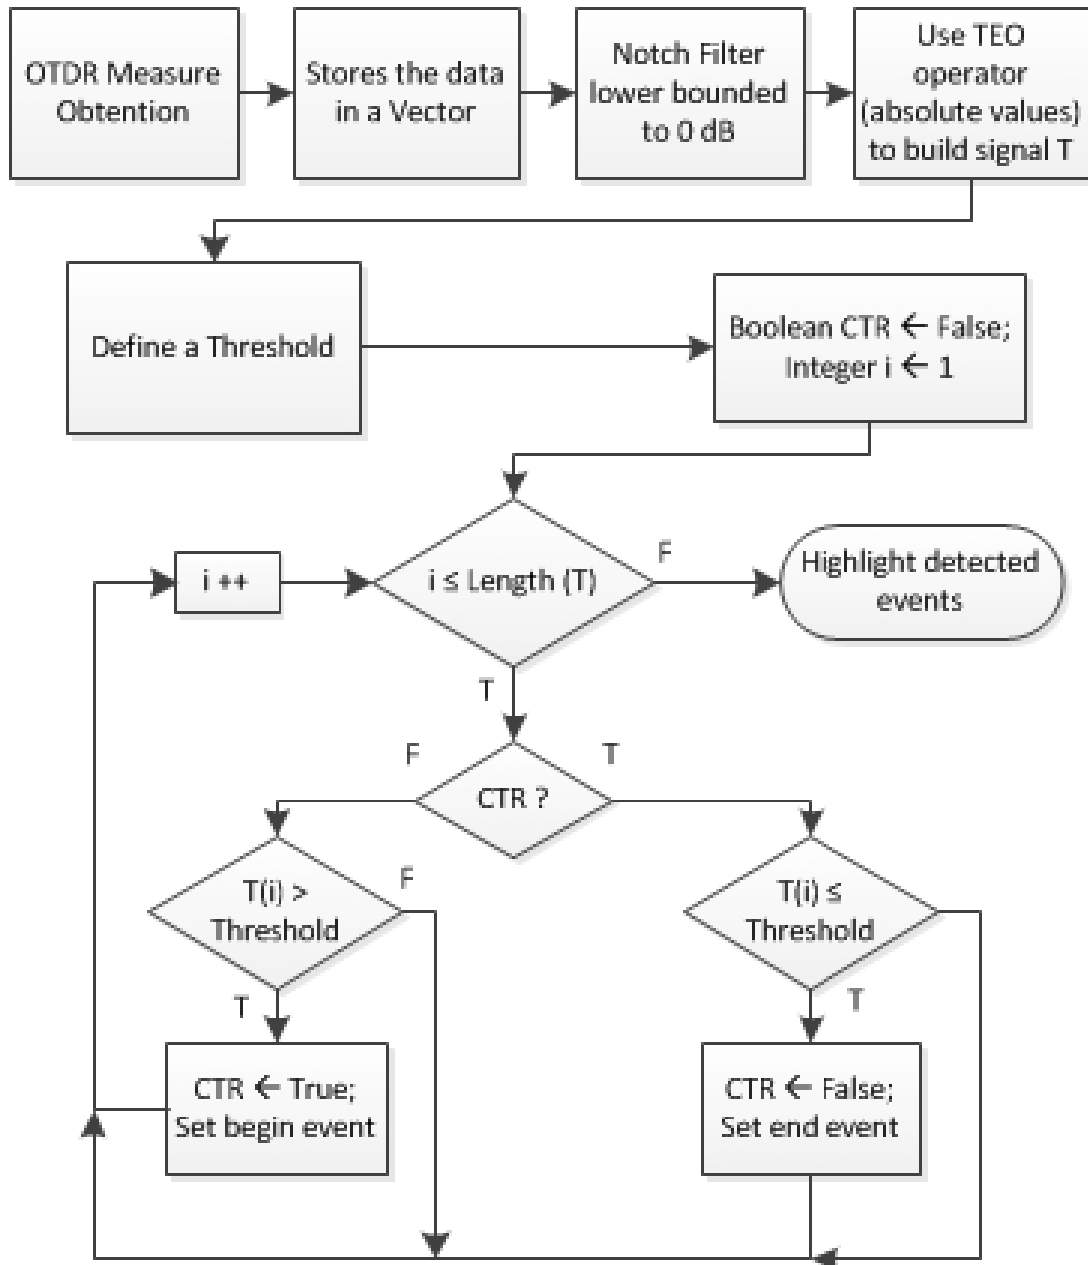 OTDR Measure
Obtention
Stores the data
in a Vector
Notch Filter
lower bounded
to 0 dB
Use TEO
operator
(absolute values)
to build signal T
Define a Threshold
Boolean CTR ← False;
Integer i ← 1
i ++
i ≤ Length (T)
F
Highlight detected
events
T
F
T
CTR ?
T(i) >
Threshold
F
T(i) ≤
Threshold
T
T
CTR ← True;
Set begin event
CTR ← False;
Set end event